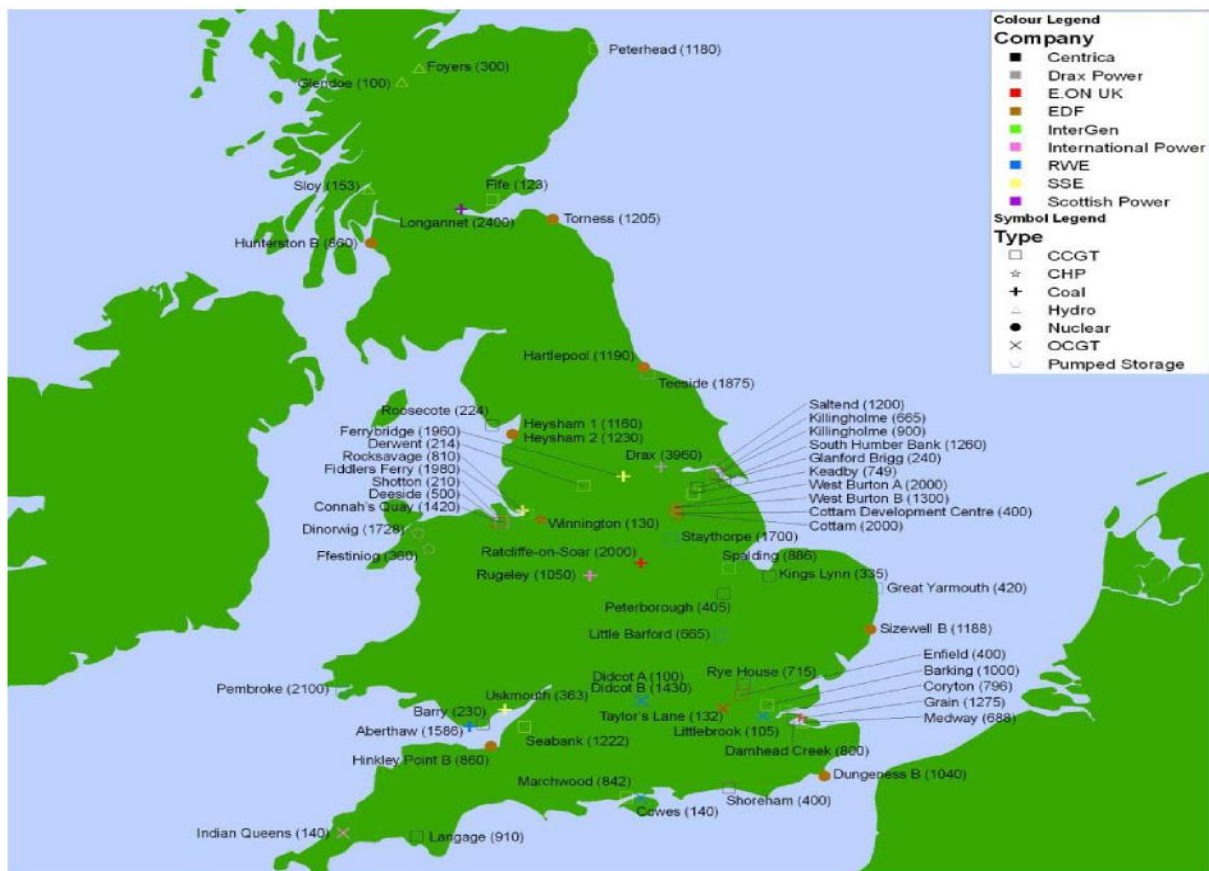 Colour Legend
Company
Centrica
Drax Power
E.ON UK
EDF
InterGen
International Power
RWE
SSE
Scottish Power
Symbol Legend
Type
CCGT
CHP
Coal
Hydro
Nuclear
OCGT
Pumped Storage
Peterhead (1180)
Foyers (300)
Glendoe (100)
Sloy (153)
Fife (123)
Longannet (2400)
Torness (1205)
Hunterston B (860)
Hartlepool (1190)
Teeside (1875)
Roosecote (224)
Heysham 1 (1160)
Heysham 2 (1230)
Ferrybridge (1960)
Derwent (214)
Rocksavage (810)
Fiddlers Ferry (1980)
Shotton (210)
Deeside (500)
Connah's Quay (1420)
Drax (3960)
Saltend (1200)
Killingholme (665)
Killingholme (900)
South Humber Bank (1260)
Glanford Brigg (240)
Keadby (749)
West Burton A (2000)
West Burton B (1300)
Cottam Development Centre (400)
Cottam (2000)
Dinorwig (1728)
Winnington (130)
Staythorpe (1700)
Ffestiniog (360)
Ratcliffe-on-Soar (2000)
Spalding (886)
Rugeley (1050)
Kings Lynn (335)
Great Yarmouth (420)
Peterborough (405)
Little Barford (665)
Sizewell B (1188)
Enfield (400)
Barking (1000)
Coryton (796)
Grain (1275)
Medway (688)
Didcot A (100)
Didcot B (1430)
Rye House (715)
Pembroke (2100)
Uskmouth (363)
Barry (230)
Aberthaw (1586)
Taylor's Lane (132)
Littlebrook (105)
Seabank (1222)
Damhead Creek (800)
Hinkley Point B (860)
Dungeness B (1040)
Marchwood (842)
Cowes (140)
Shoreham (400)
Indian Queens (140)
Langage (910)